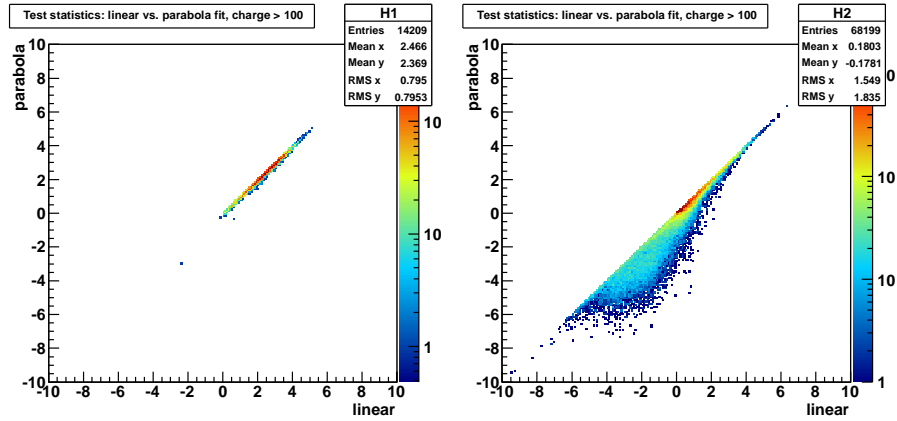 Test statistics: linear vs. parabola fit, charge > 100
H1
Entries 14209
Mean x 2.466
Mean y 2.369
RMS x 0.795
RMS y 0.7953
parabola
10
8
6
4
2
0
-2
-4
-6
-8
-10
-10 -8 -6 -4 -2 0 2 4 6 8 10
linear
10
10
1
Test statistics: linear vs. parabola fit, charge > 100
H2
Entries 68199
Mean x 0.1803
Mean y -0.1781
RMS x 1.549
RMS y 1.835
parabola
10
8
6
4
2
0
-2
-4
-6
-8
-10
-10 -8 -6 -4 -2 0 2 4 6 8 10
linear
0
10
10
1